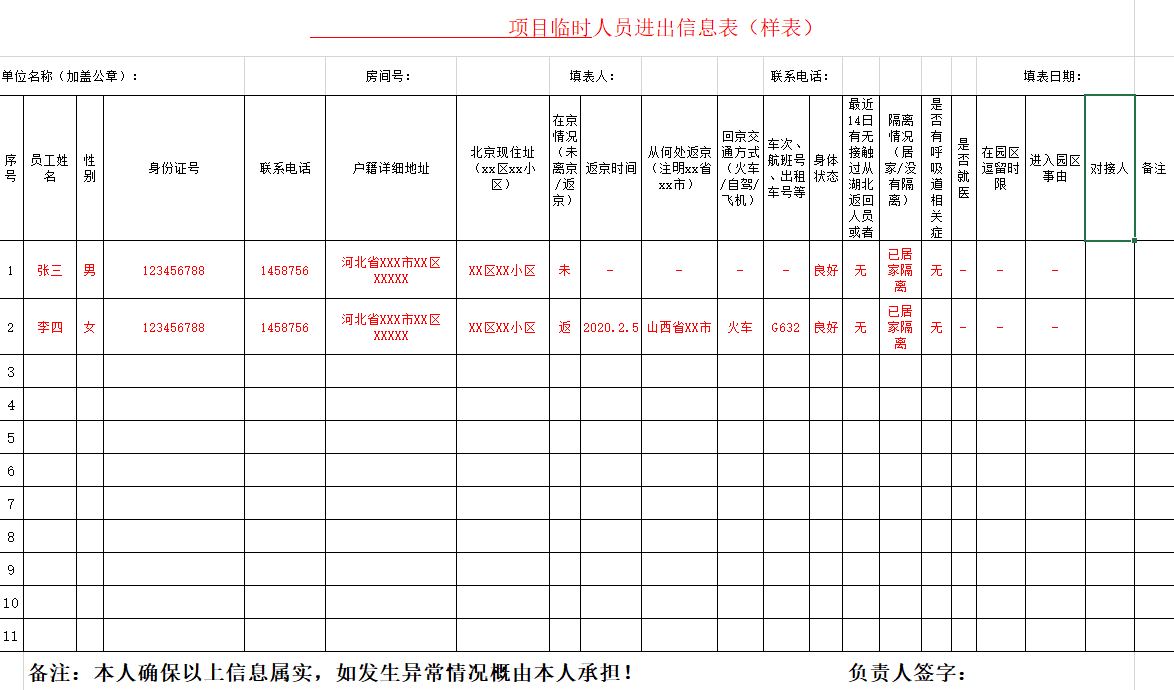 项目临时人员进出信息表（样表）
单位名称（加盖公章）： 房间号： 填表人： 联系电话： 填表日期：
序号 员工姓名 性别 身份证号 联系电话 户籍详细地址 北京现住址（xx区xx小区） 在京情况（未离京/返京） 返京时间 从何处返京（注明xx省xx市） 回京交通方式（火车/自驾/飞机） 车次、航班号、出租车号等 身体状态 最近14日有无接触过从湖北返回人员或者 隔离情况（居家/没有隔离） 是否有呼吸道相关症 是否就医 在园区逗留时限 进入园区事由 对接人 备注
1 张三 男 123456788 1458756 河北省XXX市XX区XXXXX XX区XX小区 未 - - - - 良好 无 已居家隔离 无 - - -
2 李四 女 123456788 1458756 河北省XXX市XX区XXXXX XX区XX小区 返 2020.2.5 山西省XX市 火车 G632 良好 无 已居家隔离 无 - - -
3
4
5
6
7
8
9
10
11
备注：本人确保以上信息属实，如发生异常情况概由本人承担！ 负责人签字：